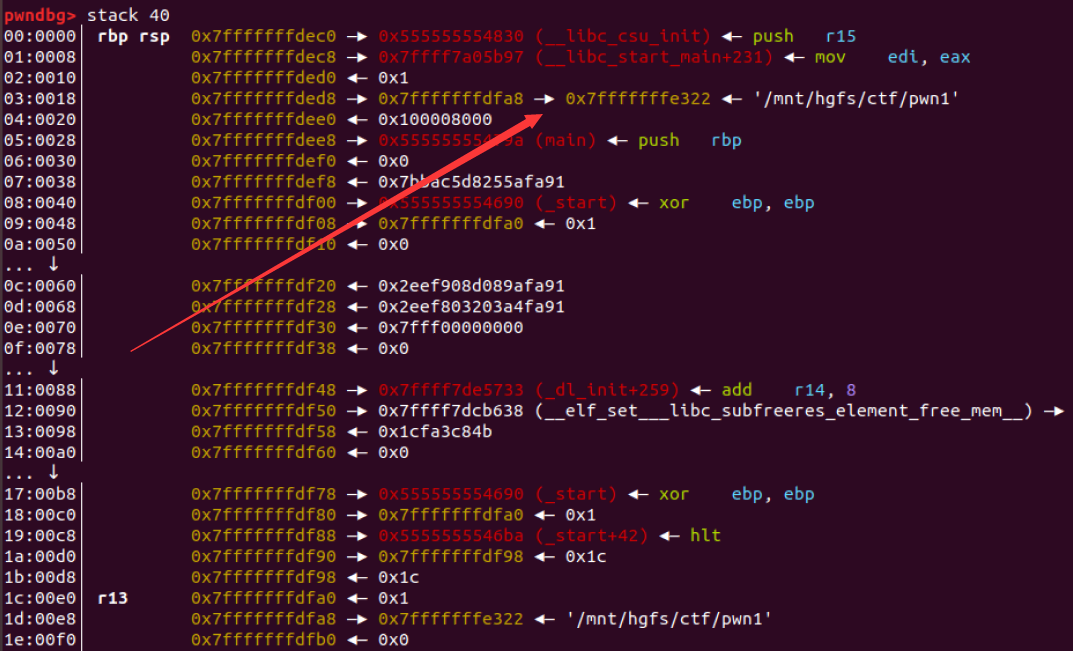 pwndbg> stack 40
00:0000│ rbp rsp 0x7fffffffdec0 —▸ 0x555555554830 (__libc_csu_init) ◂— push r15
01:0008│ 0x7fffffffdec8 —▸ 0x7ffff7a05b97 (__libc_start_main+231) ◂— mov edi, eax
02:0010│ 0x7fffffffded0 ◂— 0x1
03:0018│ 0x7fffffffded8 —▸ 0x7fffffffdfa8 —▸ 0x7fffffffe322 ◂— '/mnt/hgfs/ctf/pwn1'
04:0020│ 0x7fffffffdee0 ◂— 0x100008000
05:0028│ 0x7fffffffdee8 —▸ (main) ◂— push rbp
06:0030│ 0x7fffffffdef0 ◂— 0x0
07:0038│ 0x7fffffffdef8 ◂— 0x7bbac5d8255afa91
08:0040│ 0x7fffffffdf00 —▸ 0x555555554690 (_start) ◂— xor ebp, ebp
09:0048│ 0x7fffffffdf08 —▸ 0x7fffffffdfa0 ◂— 0x1
0a:0050│ 0x7fffffffdf10 ◂— 0x0
... ↓
0c:0060│ 0x7fffffffdf20 ◂— 0x2eef908d089afa91
0d:0068│ 0x7fffffffdf28 ◂— 0x2eef803203a4fa91
0e:0070│ 0x7fffffffdf30 ◂— 0x7fff00000000
0f:0078│ 0x7fffffffdf38 ◂— 0x0
... ↓
11:0088│ 0x7fffffffdf48 —▸ 0x7ffff7de5733 (_dl_init+259) ◂— add r14, 8
12:0090│ 0x7fffffffdf50 —▸ 0x7ffff7dcb638 (__elf_set___libc_subfreeres_element_free_mem__) —▸
13:0098│ 0x7fffffffdf58 ◂— 0x1cfa3c84b
14:00a0│ 0x7fffffffdf60 ◂— 0x0
... ↓
17:00b8│ 0x7fffffffdf78 —▸ 0x555555554690 (_start) ◂— xor ebp, ebp
18:00c0│ 0x7fffffffdf80 —▸ 0x7fffffffdfa0 ◂— 0x1
19:00c8│ 0x7fffffffdf88 —▸ 0x5555555546ba (_start+42) ◂— hlt
1a:00d0│ 0x7fffffffdf90 —▸ 0x7fffffffdf98 ◂— 0x1c
1b:00d8│ 0x7fffffffdf98 ◂— 0x1c
1c:00e0│ r13 0x7fffffffdfa0 ◂— 0x1
1d:00e8│ 0x7fffffffdfa8 —▸ 0x7fffffffe322 ◂— '/mnt/hgfs/ctf/pwn1'
1e:00f0│ 0x7fffffffdfb0 ◂— 0x0